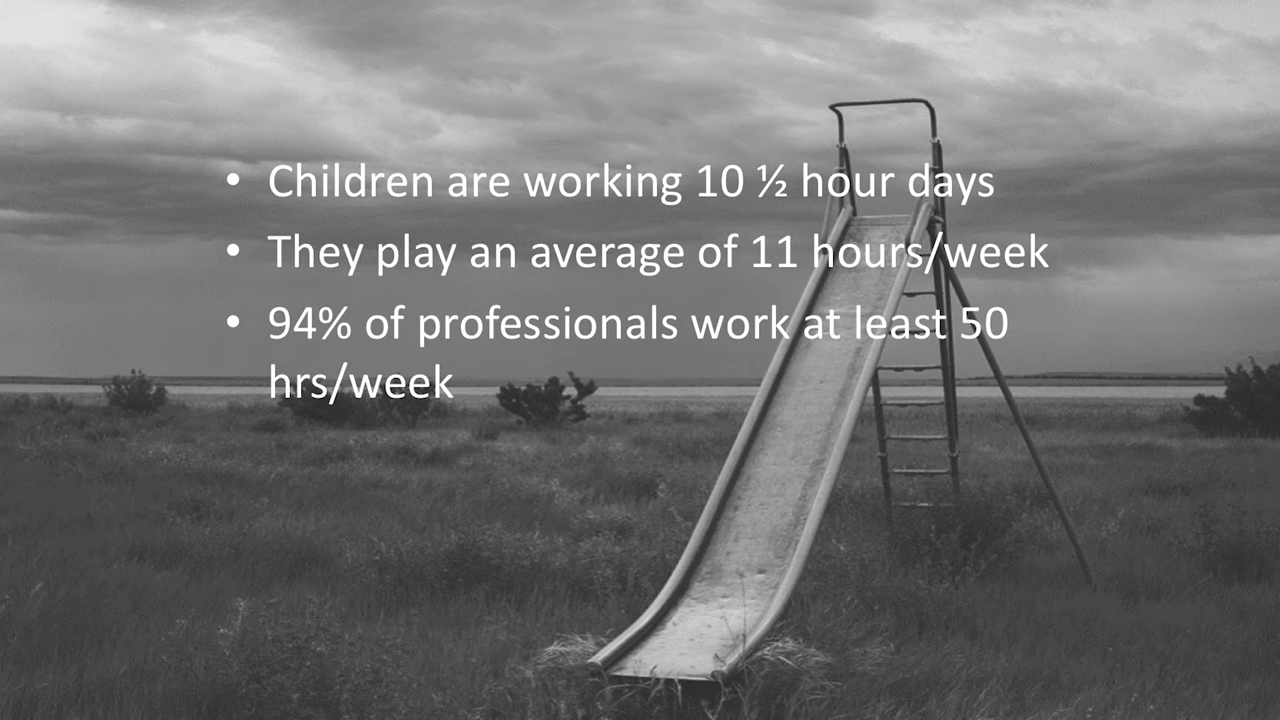 • Children are working 10 ½ hour days
• They play an average of 11 hours/week
• 94% of professionals work at least 50
hrs/week